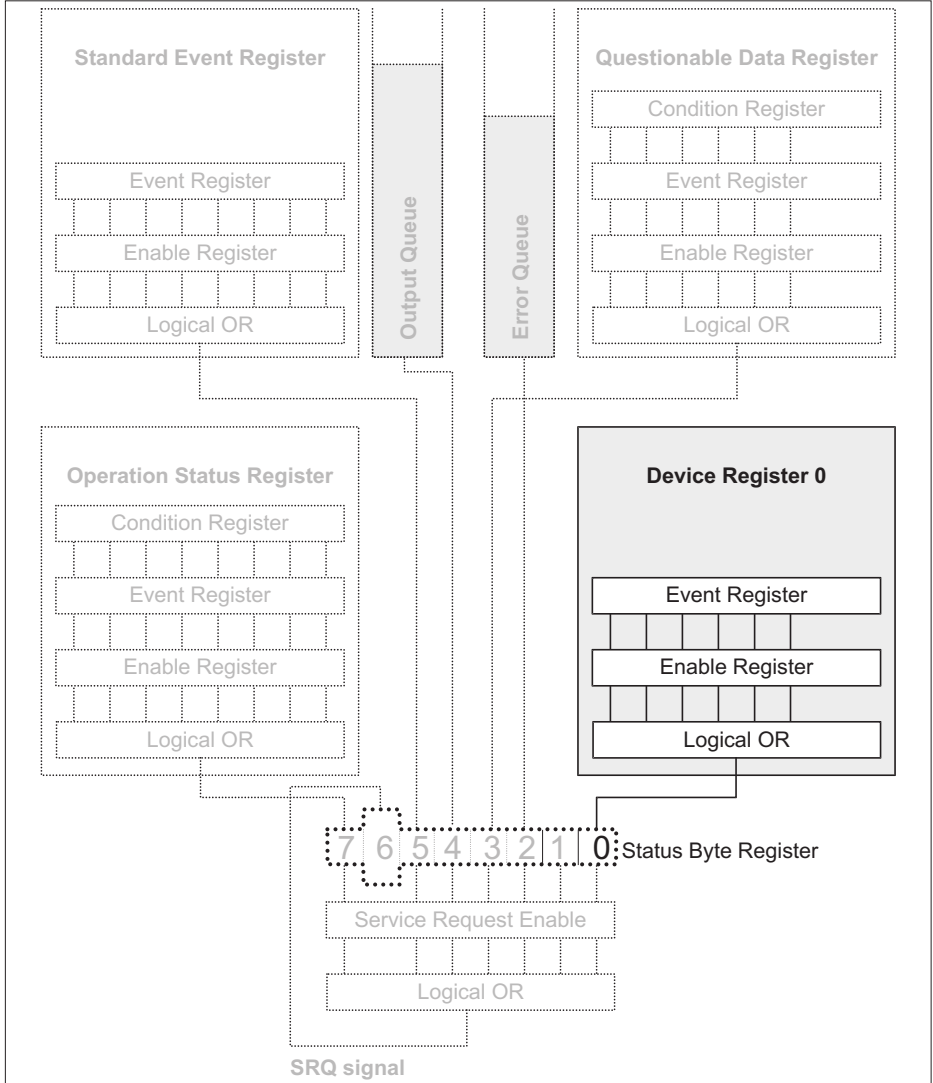 Standard Event Register
Event Register
Enable Register
Logical OR
Output Queue
Error Queue
Questionable Data Register
Condition Register
Event Register
Enable Register
Logical OR
Operation Status Register
Condition Register
Event Register
Enable Register
Logical OR
Device Register 0
Event Register
Enable Register
Logical OR
7 6 5 4 3 2 1 0 Status Byte Register
Service Request Enable
Logical OR
SRQ signal